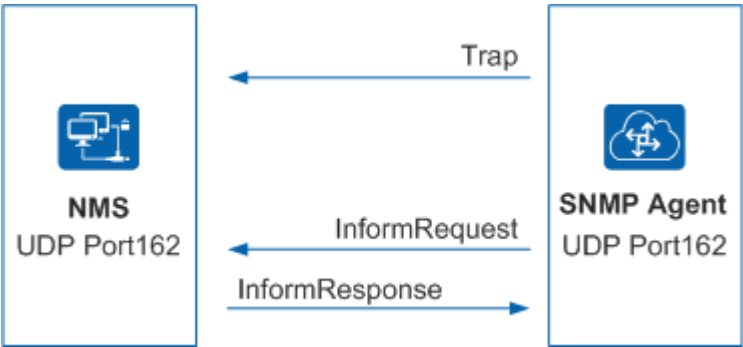 Trap
NMS
UDP Port162
InformRequest
InformResponse
SNMP Agent
UDP Port162